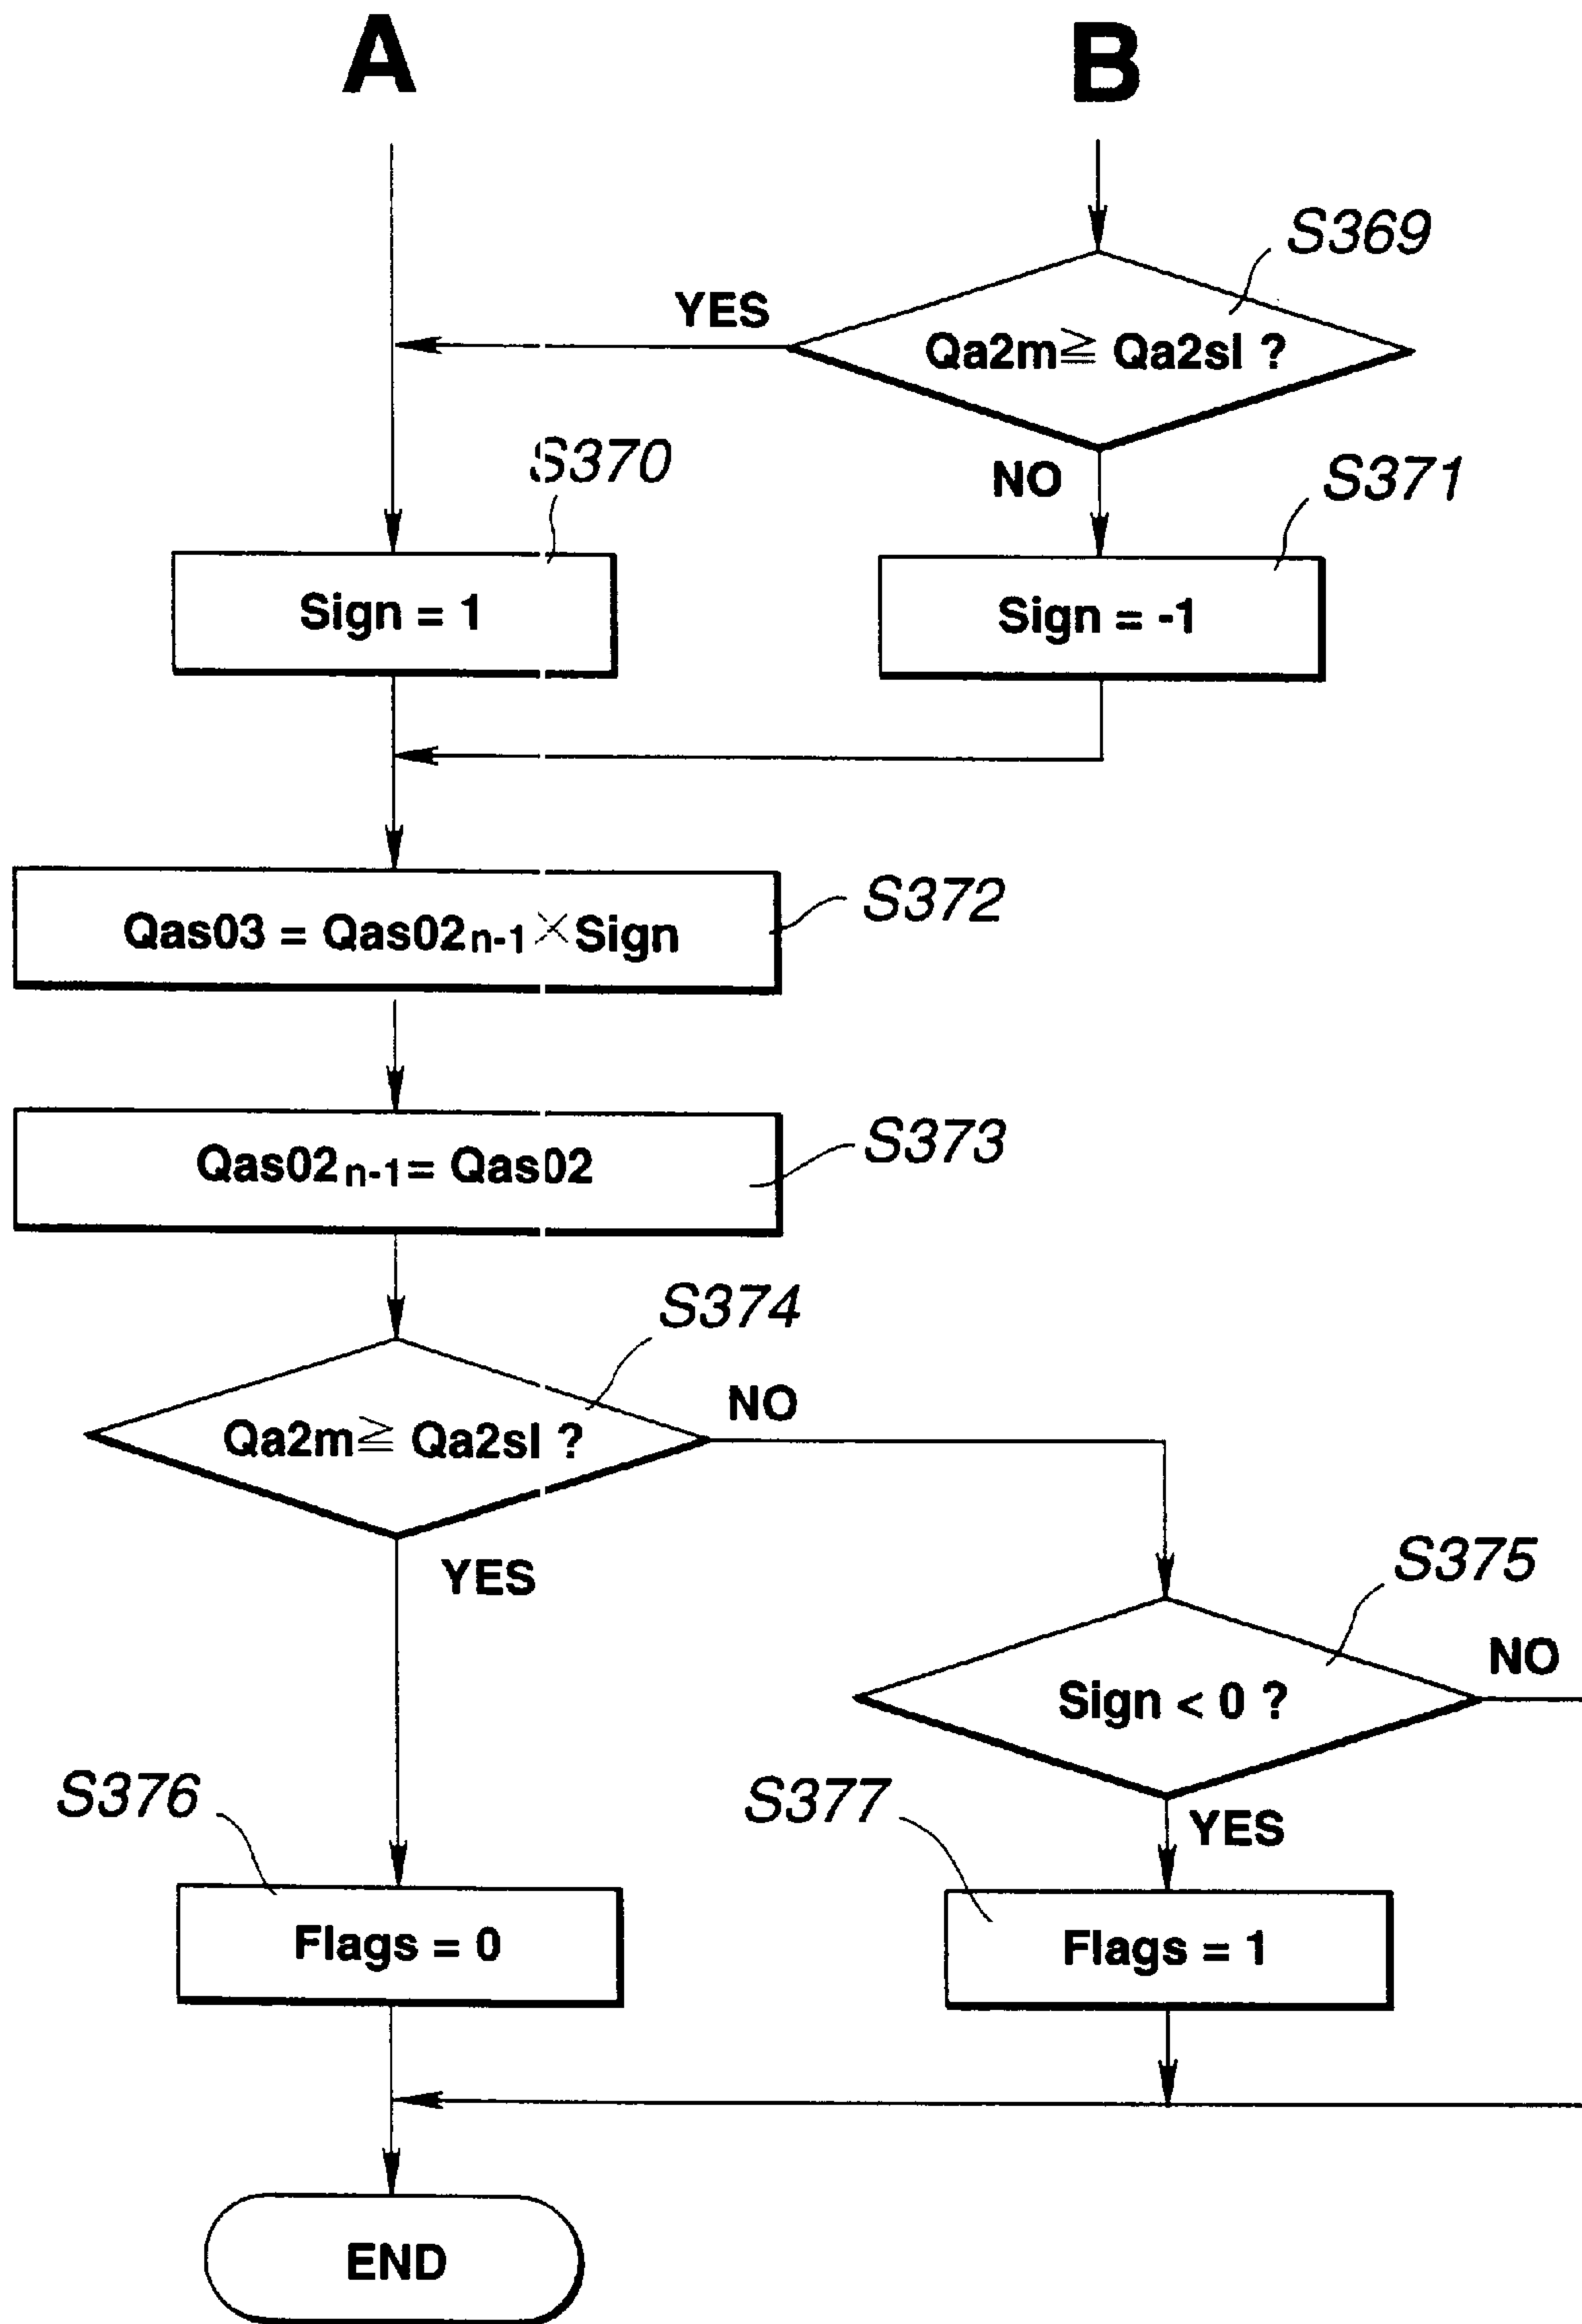 A
B
S369
YES
Qa2m≧ Qa2sl ?
S370
NO
S371
Sign = 1
Sign = -1
S372
Qas03 = Qas02n-1×Sign
S373
Qas02n-1= Qas02
S374
NO
Qa2m≧ Qa2sl ?
YES
S375
NO
Sign < 0 ?
S376
S377
YES
Flags = 0
Flags = 1
END